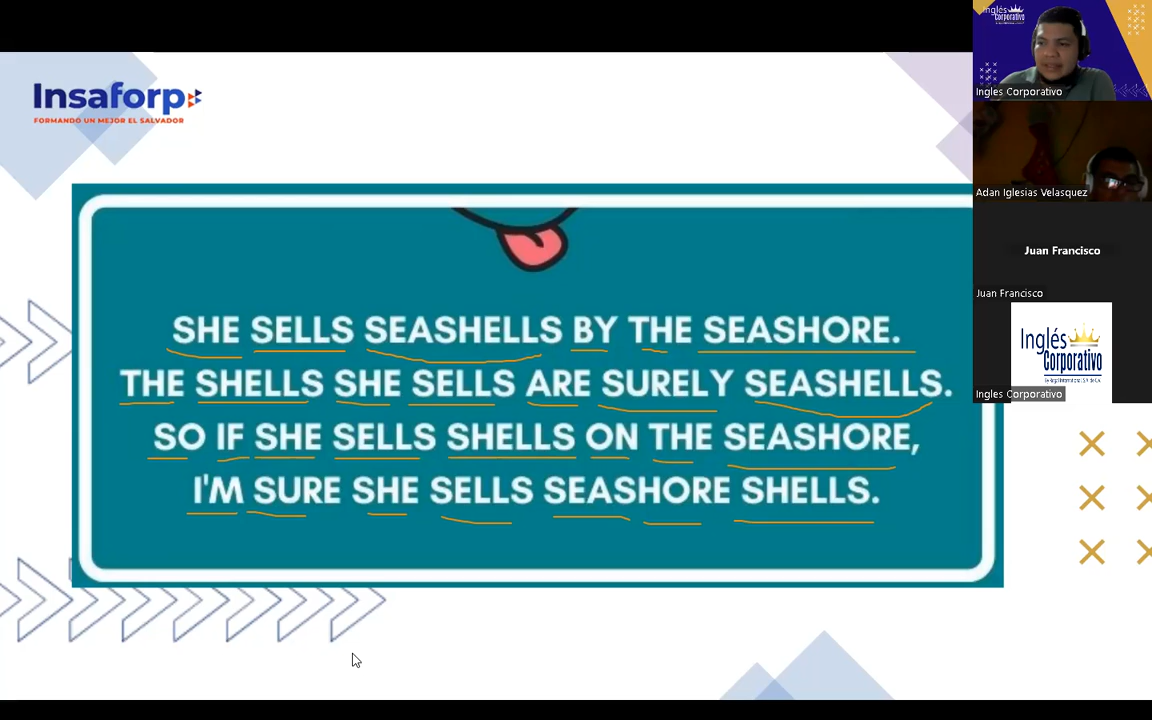 Insaforp
FORMANDO UN MEJOR EL SALVADOR
SHE SELLS SEASHELLS BY THE SEASHORE.
THE SHELLS SHE SELLS ARE SURELY SEASHELLS.
SO IF SHE SELLS SHELLS ON THE SEASHORE,
I'M SURE SHE SELLS SEASHORE SHELLS.
Inglés
Corporativo
Ingles Corporativo
Adan Iglesias Velasquez
Juan Francisco
Juan Francisco
Inglés
Corporativo
Ingles Corporativo